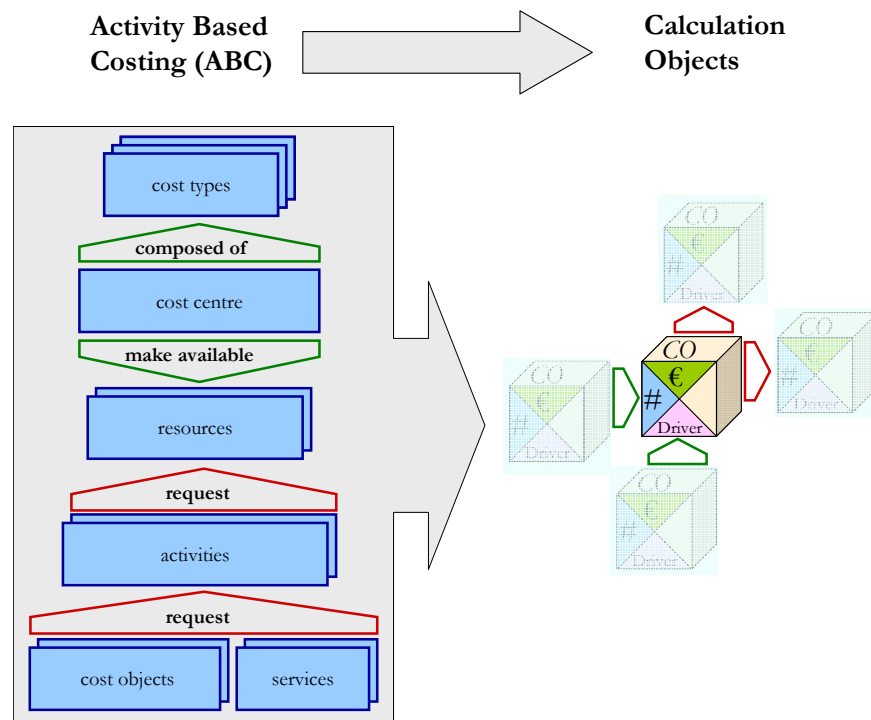 Activity Based
Costing (ABC)
Calculation
Objects
cost types
composed of
cost centre
make available
resources
request
activities
request
cost objects
services
CO
€
#
Driver
CO
€
#
Driver
CO
€
#
Driver
CO
€
#
Driver
CO
€
#
Driver